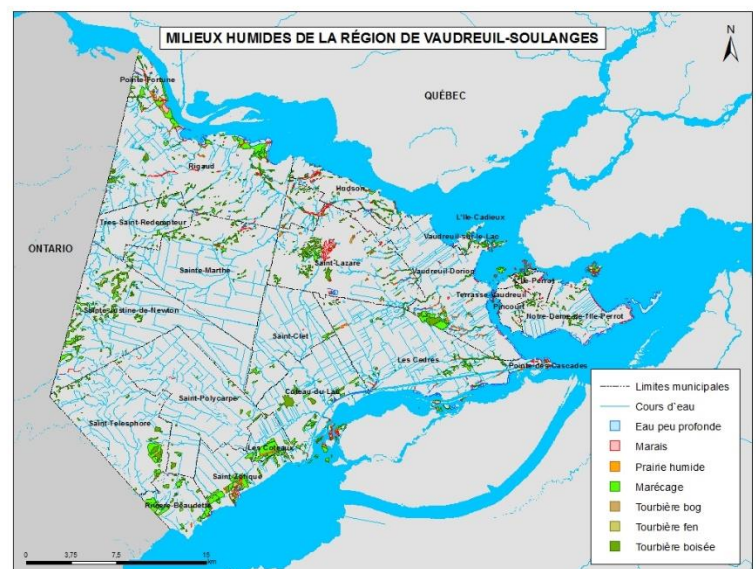 MILIEUX HUMIDES DE LA RÉGION DE VAUDREUIL-SOULANGES
N
Pointe-Fortune
QUÉBEC
Rigaud
Hudson
L'Ile-Cadieux
Très-Saint-Rédempteur
Vaudreuil-sur-le-Lac
ONTARIO
Sainte-Marthe
Saint-Lazare
Vaudreuil-Dorion
L'Ile-Perrot
Terrasse-Vaudreuil
Pincourt
Sainte-Justine-de-Newton
Notre-Dame-de-l'Ile-Perrot
Saint-Clet
Les Cèdres
Pointe-des-Cascades
Coteau-du-Lac
Saint-Polycarpe
Saint-Télesphore
Les Coteaux
Saint-Zotique
Rivière-Beaudette
Limites municipales
Cours d'eau
Eau peu profonde
Marais
Prairie humide
Marécage
Tourbière bog
Tourbière fen
Tourbière boisée
0 3,75 7,5 15
km